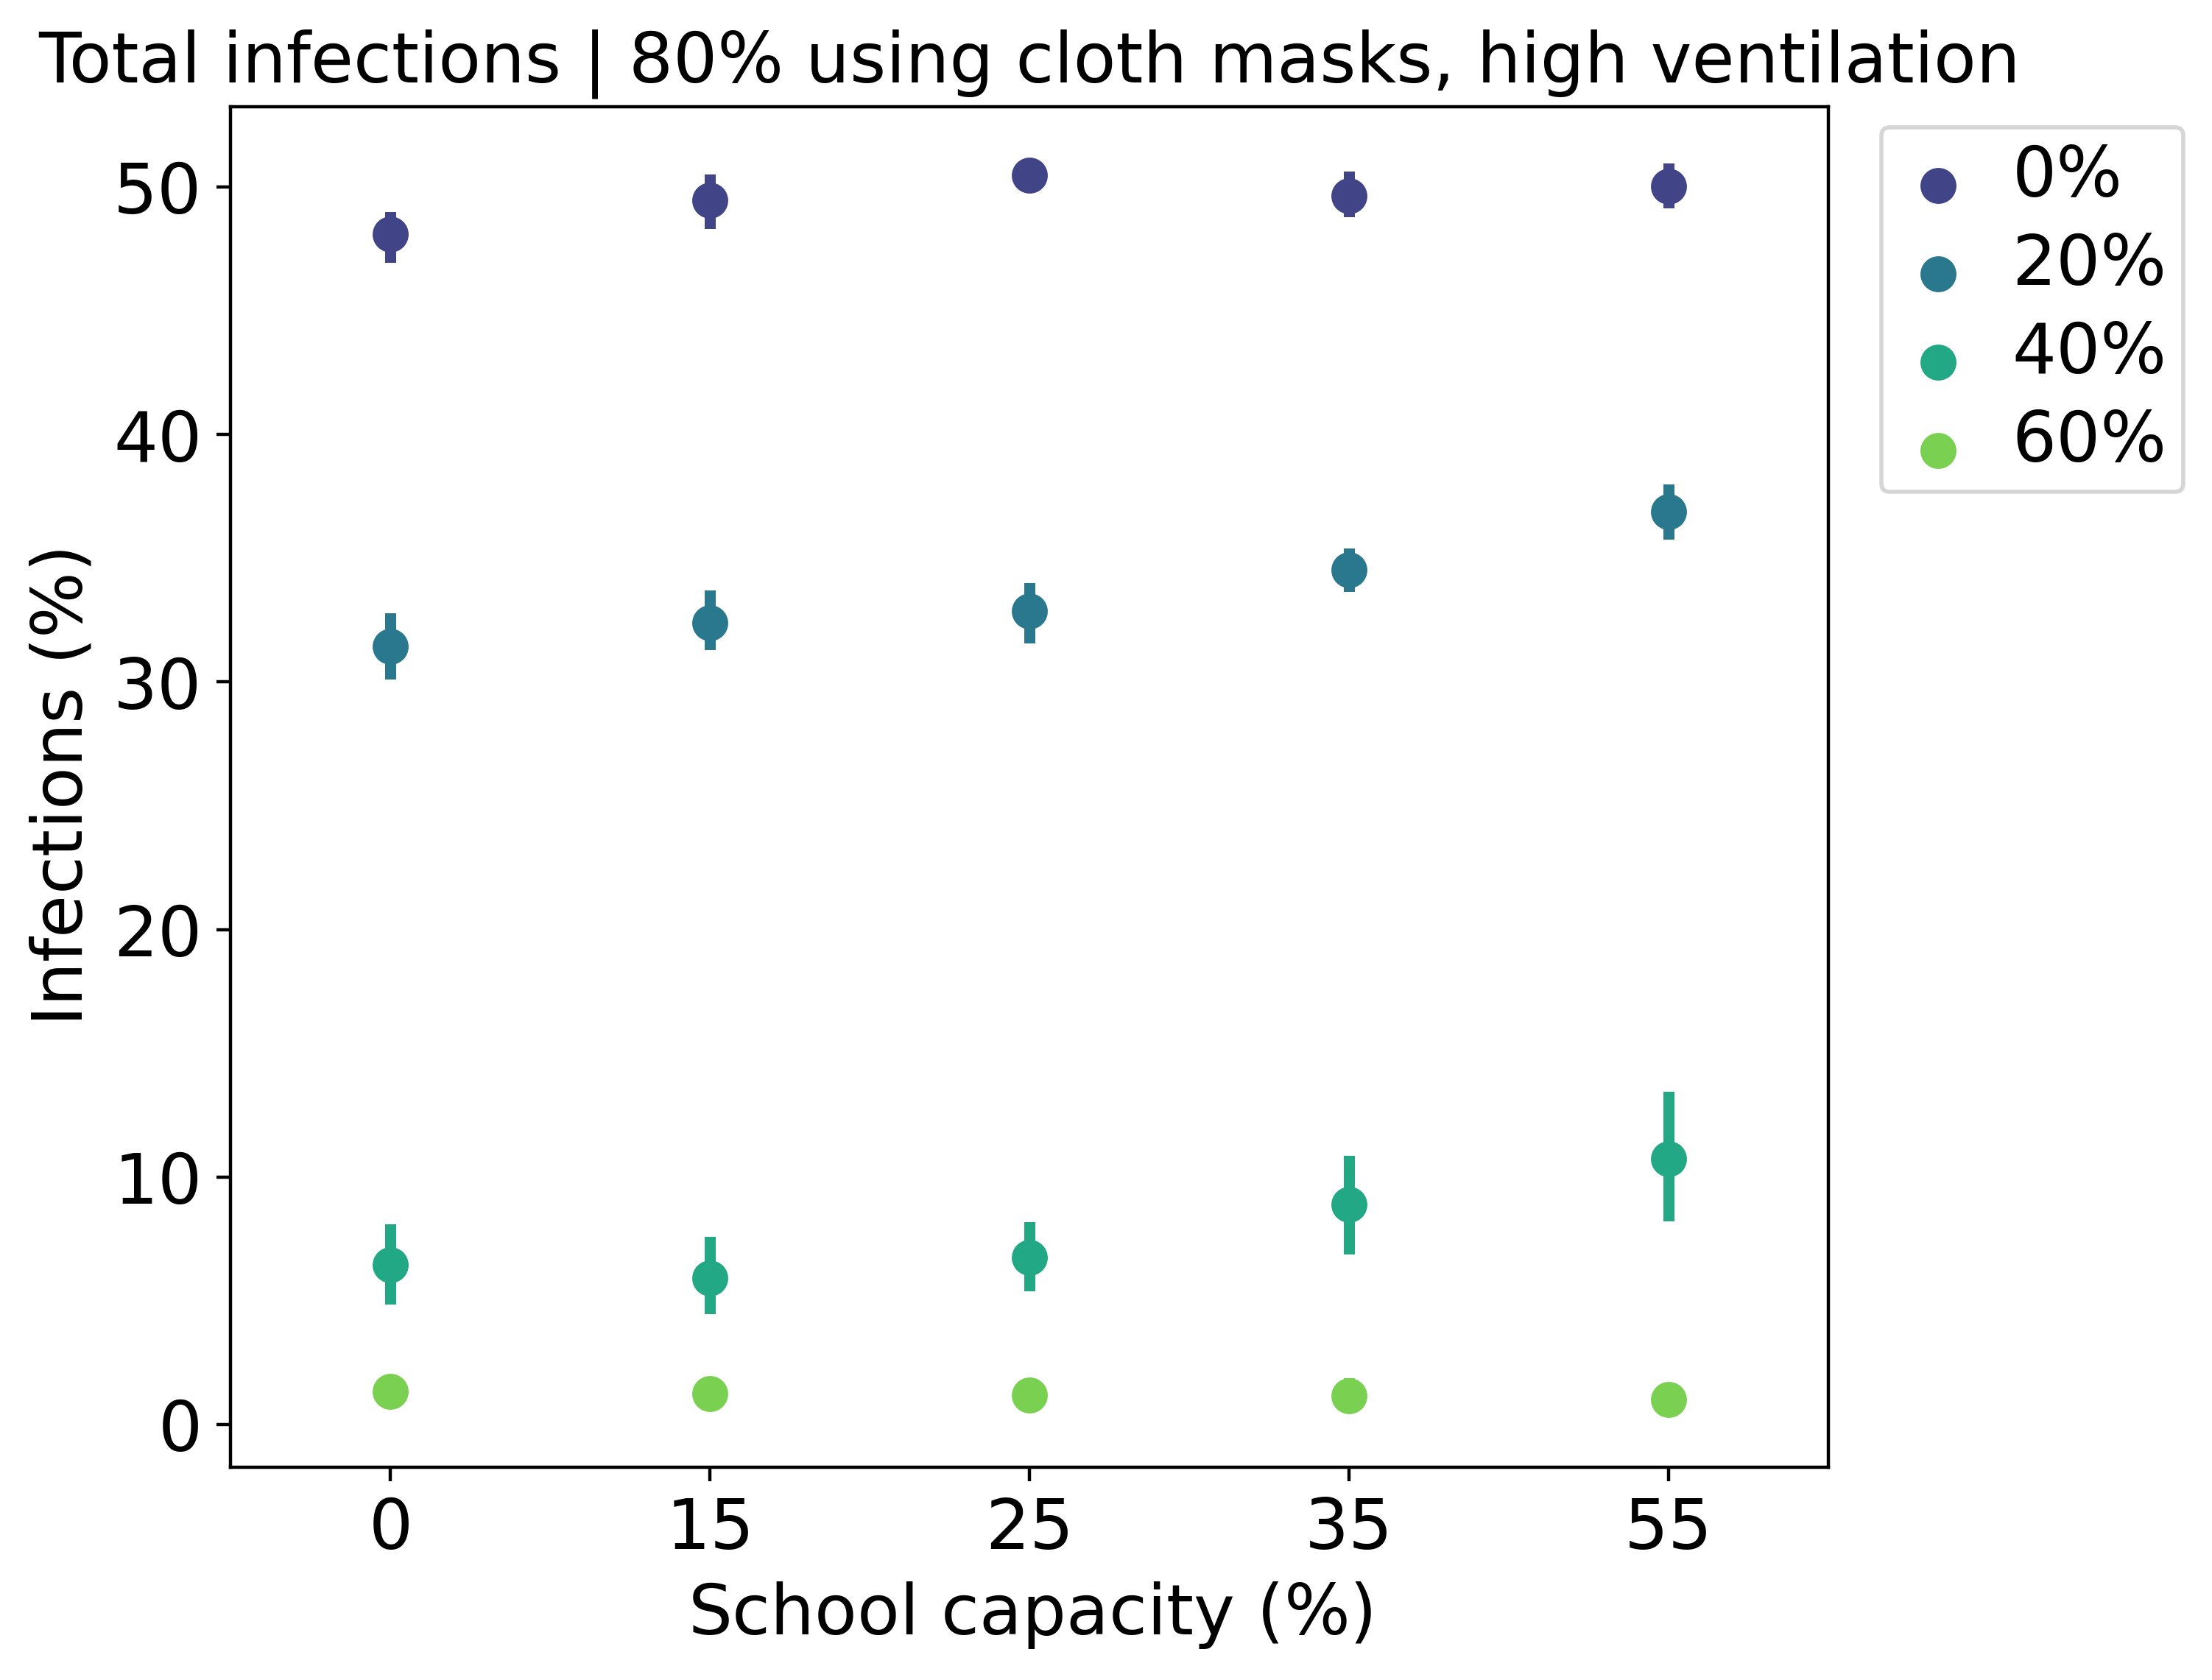 Total infections | 80% using cloth masks, high ventilation
0%
20%
40%
60%
Infections (%)
50
40
30
20
10
0
0 15 25 35 55
School capacity (%)